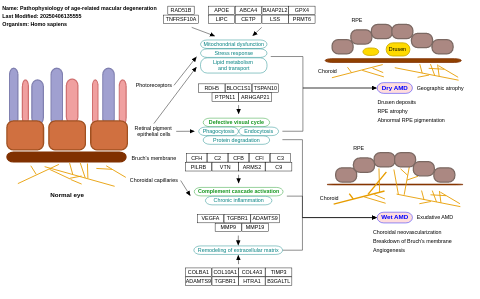 Name: Pathophysiology of age-related macular degeneration
Last Modified: 20250406135555
Organism: Homo sapiens
RAD51B
TNFRSF10A
APOE ABCA4 BAIAP2L2 GPX4
LIPC CETP LSS PRMT6
Mitochondrial dysfunction
Stress response
Lipid metabolism
and transport
RDH5 BLOC1S1 TSPAN10
PTPN11 ARHGAP21
Defective visual cycle
Phagocytosis Endocytosis
Protein degradation
CFH C2 CFB CFI C3
PILRB VTN ARMS2 C9
Complement cascade activation
Chronic inflammation
VEGFA TGFBR1 ADAMTS9
MMP9 MMP19
Remodeling of extracellular matrix
COL8A1 COL10A1 COL4A3 TIMP3
ADAMTS9 TGFBR1 HTRA1 B3GALTL
Photoreceptors
Retinal pigment
epithelial cells
Bruch's membrane
Choroidal capillaries
Normal eye
RPE
Drusen
Choroid
Dry AMD Geographic atrophy
Drusen deposits
RPE atrophy
Abnormal RPE pigmentation
RPE
Choroid
Wet AMD Exudative AMD
Choroidal neovascularization
Breakdown of Bruch's membrane
Angiogenesis